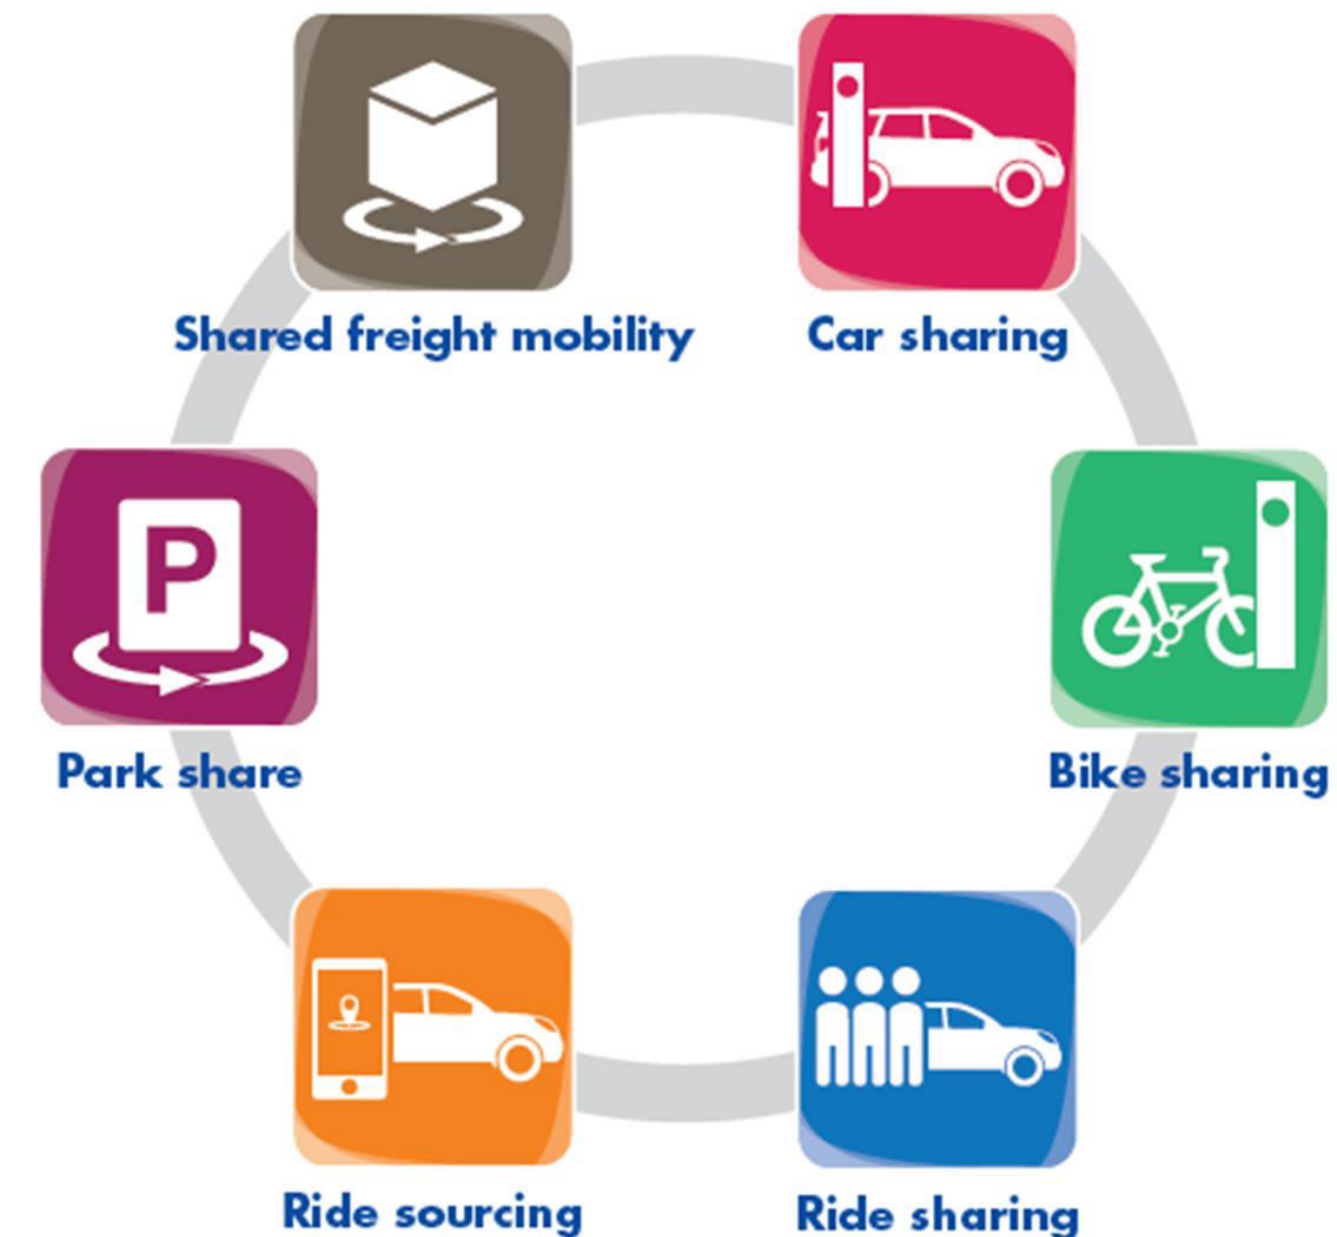 Shared freight mobility
Car sharing
P
Park share
Bike sharing
Ride sourcing
Ride sharing